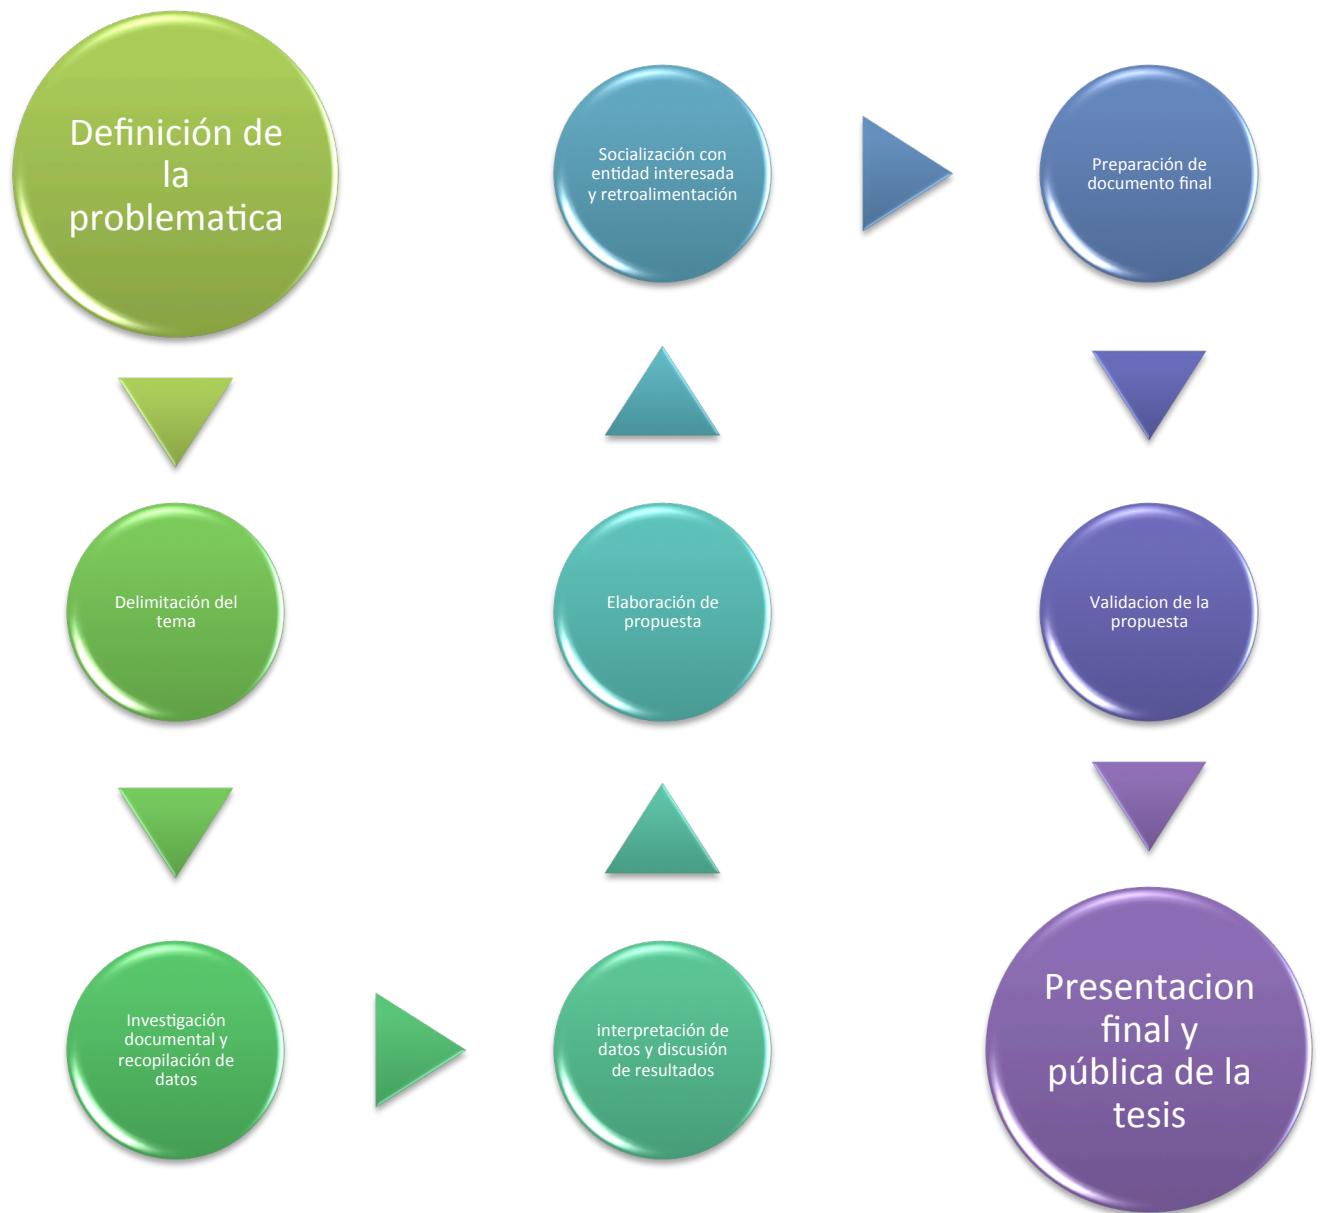 Definición de
la
problematica
Delimitación del
tema
Investigación
documental y
recopilación de
datos
interpretación de
datos y discusión
de resultados
Elaboración de
propuesta
Socialización con
entidad interesada
y retroalimentación
Preparación de
documento final
Validacion de la
propuesta
Presentacion
final y
pública de la
tesis